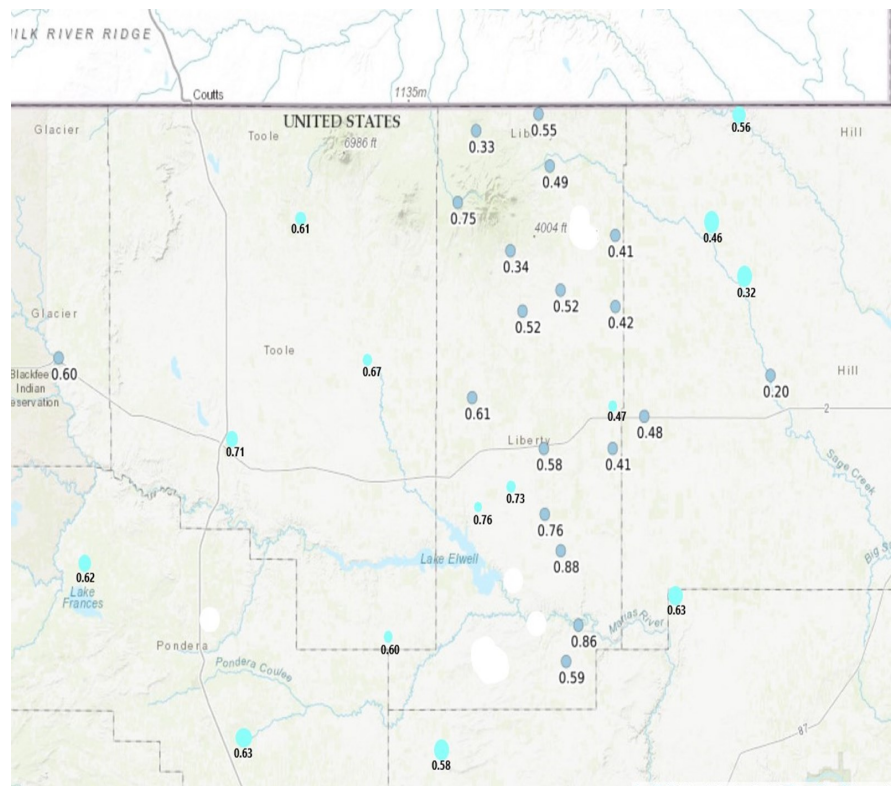 ILK RIVER RIDGE
Coutts
1135m
UNITED STATES
Glacier
Toole
6986 ft
Lib
0.33
0.55
0.56
Hill
0.49
0.75
0.61
4004 ft
0.41
0.46
0.34
0.32
0.52
0.52
0.42
Glacier
Toole
0.67
Blackfee
Indian
eservation
0.60
0.61
0.47
0.48
0.20
Hill
2
0.71
Liberty
0.58
0.41
Sage Creek
0.73
0.76
0.76
0.88
Lake Elwell
Big
0.62
Lake
Frances
0.63
Marias River
0.86
Pondera
0.60
0.59
Pondera Coulee
0.63
0.58
87